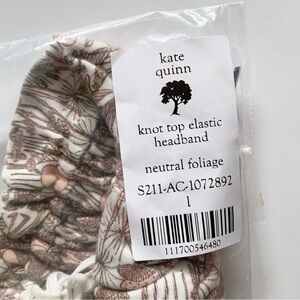 kate
quinn
knot top elastic
headband
neutral foliage
S211-AC-1072892
1
111700546480